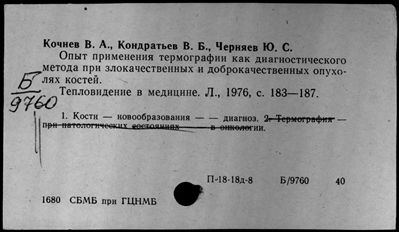 Кочнев В. А., Кондратьев В. Б., Черняев Ю. С.
Опыт применения термографии как диагностического
метода при злокачественных и доброкачественных опухо-
лях костей.
Тепловидение в медицине. Л., 1976, с. 183—187.
Б
9760
1. Кости — новообразования — — диагноз. 2. Термография —
при патологических состояниях — в онкологии.
П-18-18д-8 Б/9760 40
1680 СБМБ при ГЦНМБ